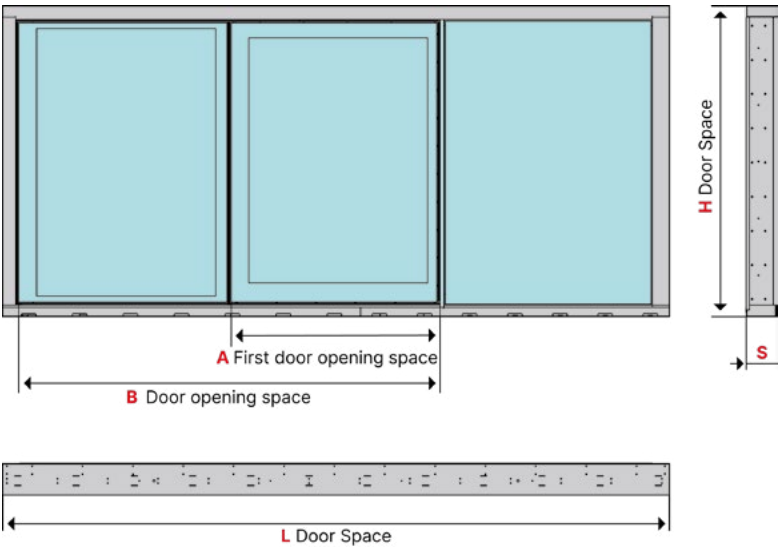 H Door Space
S
A First door opening space
B Door opening space
L Door Space